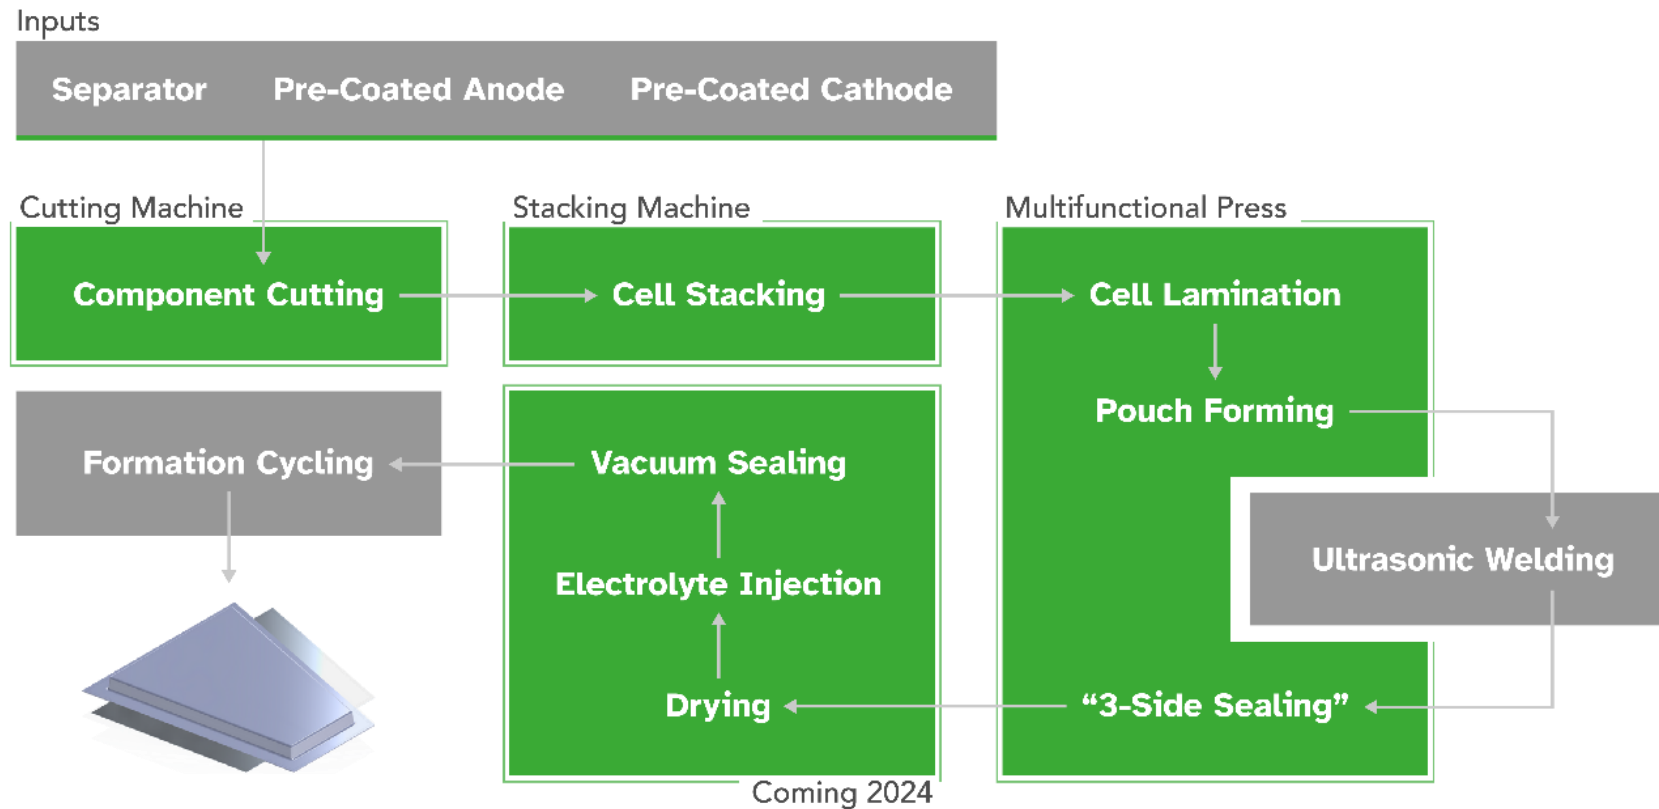 Inputs
Separator Pre-Coated Anode Pre-Coated Cathode
Cutting Machine
Stacking Machine
Multifunctional Press
Component Cutting
Cell Stacking
Cell Lamination
Pouch Forming
Ultrasonic Welding
“3-Side Sealing”
Drying
Electrolyte Injection
Vacuum Sealing
Coming 2024
Formation Cycling